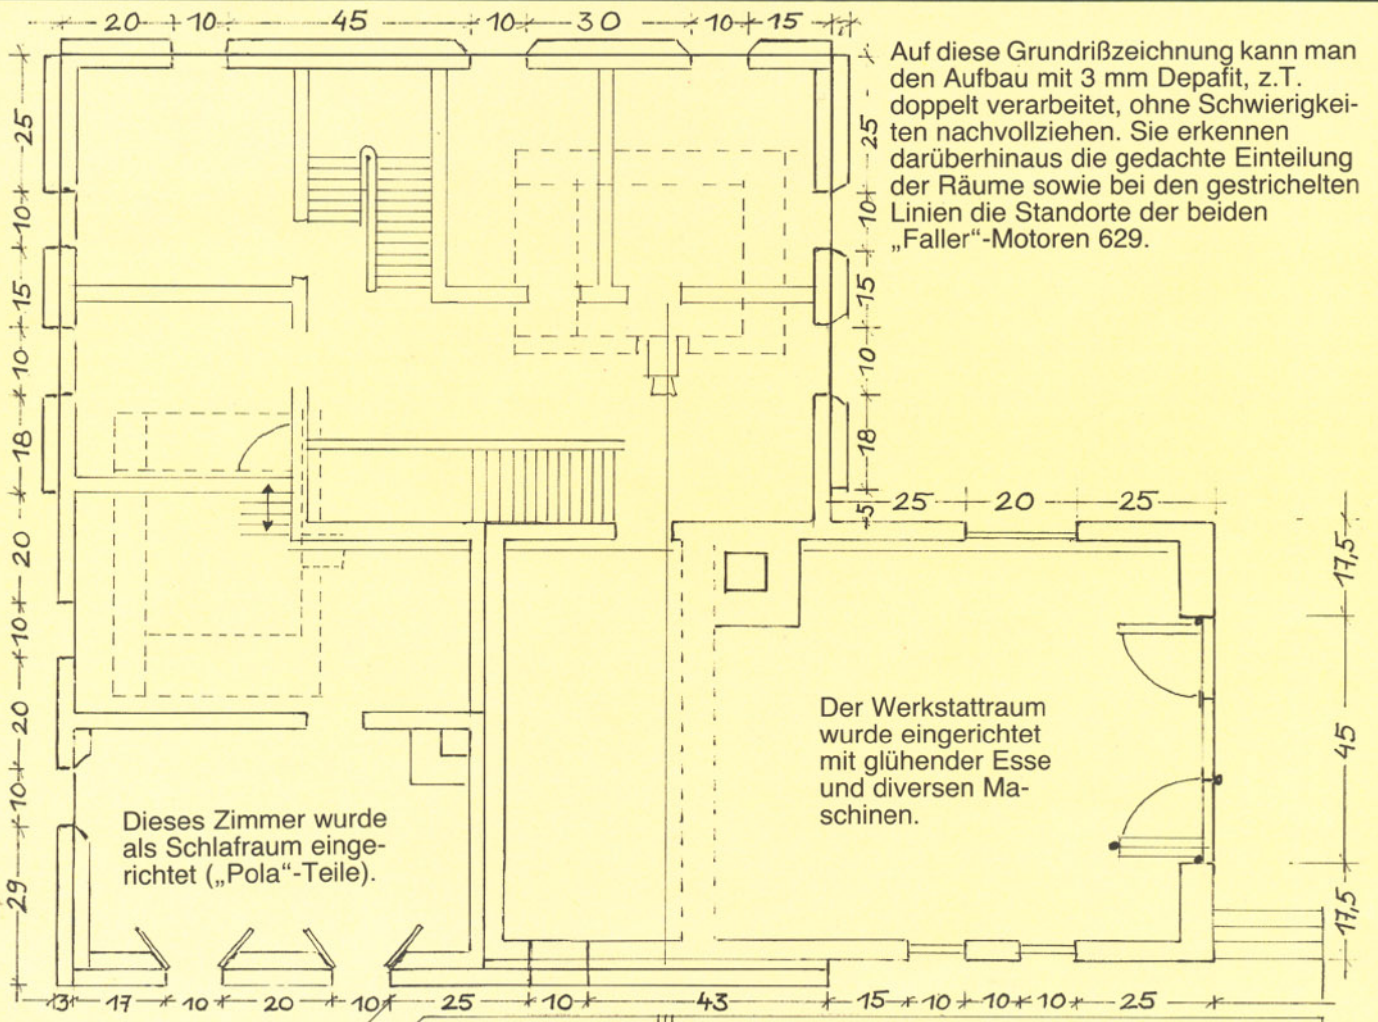 20 10 45 10 30 10 15
Auf diese Grundrißzeichnung kann man
den Aufbau mit 3 mm Depafit, z.T.
doppelt verarbeitet, ohne Schwierigkei-
ten nachvollziehen. Sie erkennen
darüberhinaus die gedachte Einteilung
der Räume sowie bei den gestrichelten
Linien die Standorte der beiden
„Faller“-Motoren 629.
25
10
15
10
18
20
10
20
10
29
25
10
15
10
18
5
25 20 25
17,5
45
17,5
Der Werkstattraum
wurde eingerichtet
mit glühender Esse
und diversen Ma-
schinen.
Dieses Zimmer wurde
als Schlafraum einge-
richtet („Pola“-Teile).
3 17 10 20 10 25 10 43 15 10 10 10 25